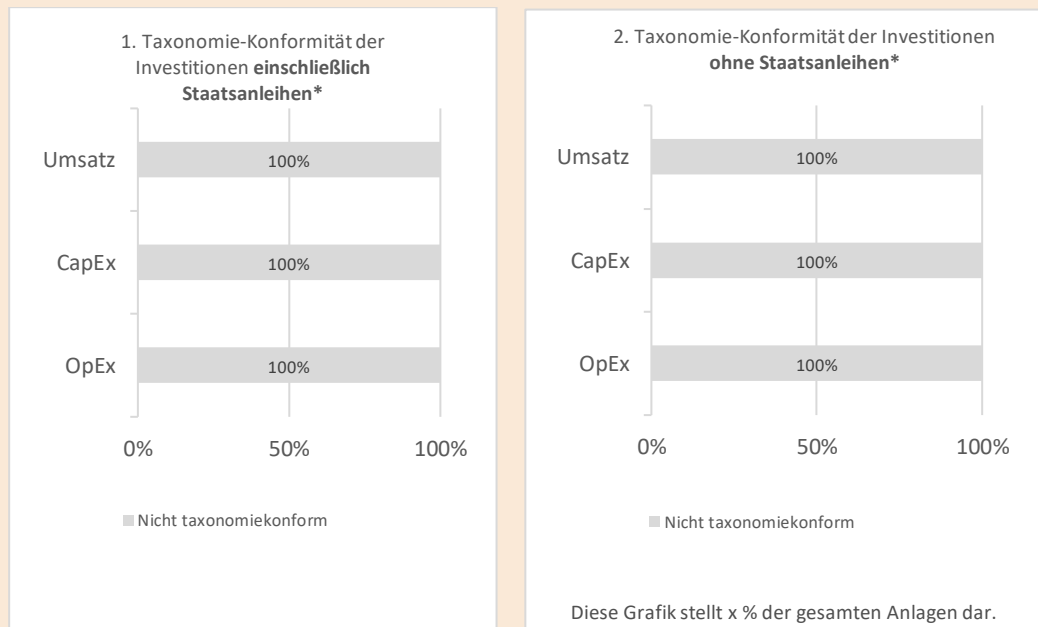 1. Taxonomie-Konformität der
Investitionen einschließlich
Staatsanleihen*
Umsatz
100%
CapEx
100%
OpEx
100%
0%
50%
100%
Nicht taxonomiekonform
2. Taxonomie-Konformität der Investitionen
ohne Staatsanleihen*
Umsatz
100%
CapEx
100%
OpEx
100%
0%
50%
100%
Nicht taxonomiekonform
Diese Grafik stellt x % der gesamten Anlagen dar.